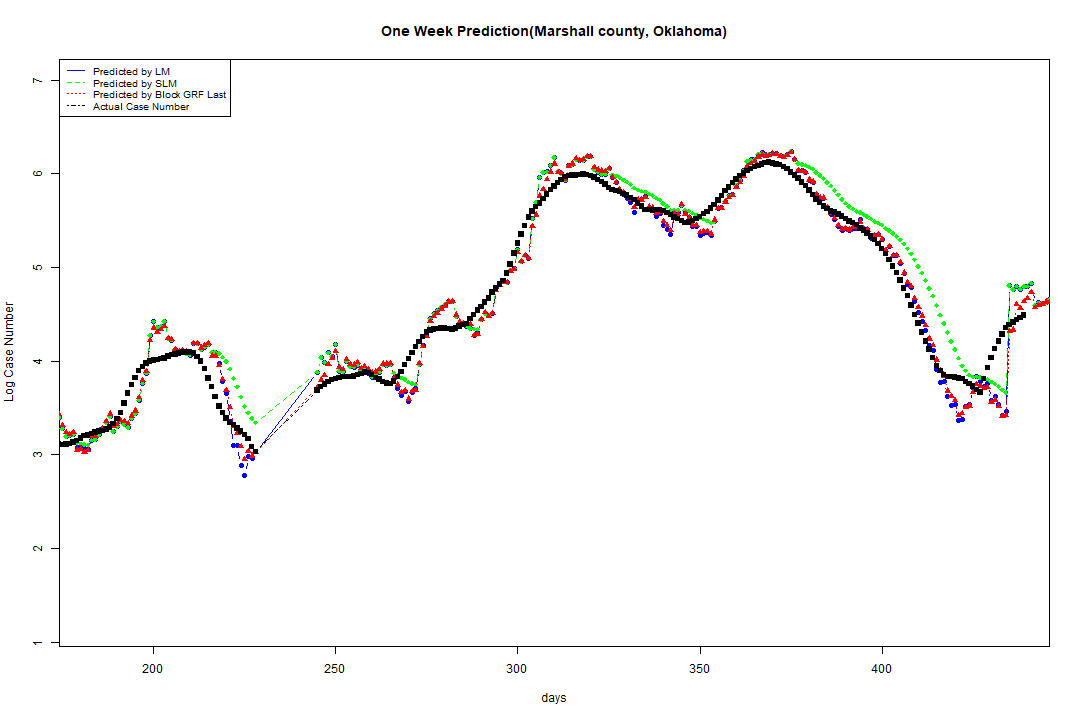 One Week Prediction(Marshall county, Oklahoma)
Predicted by LM
Predicted by SLM
Predicted by Block GRF Last
Actual Case Number
7
6
5
4
3
2
1
Log Case Number
200
250
300
350
400
days